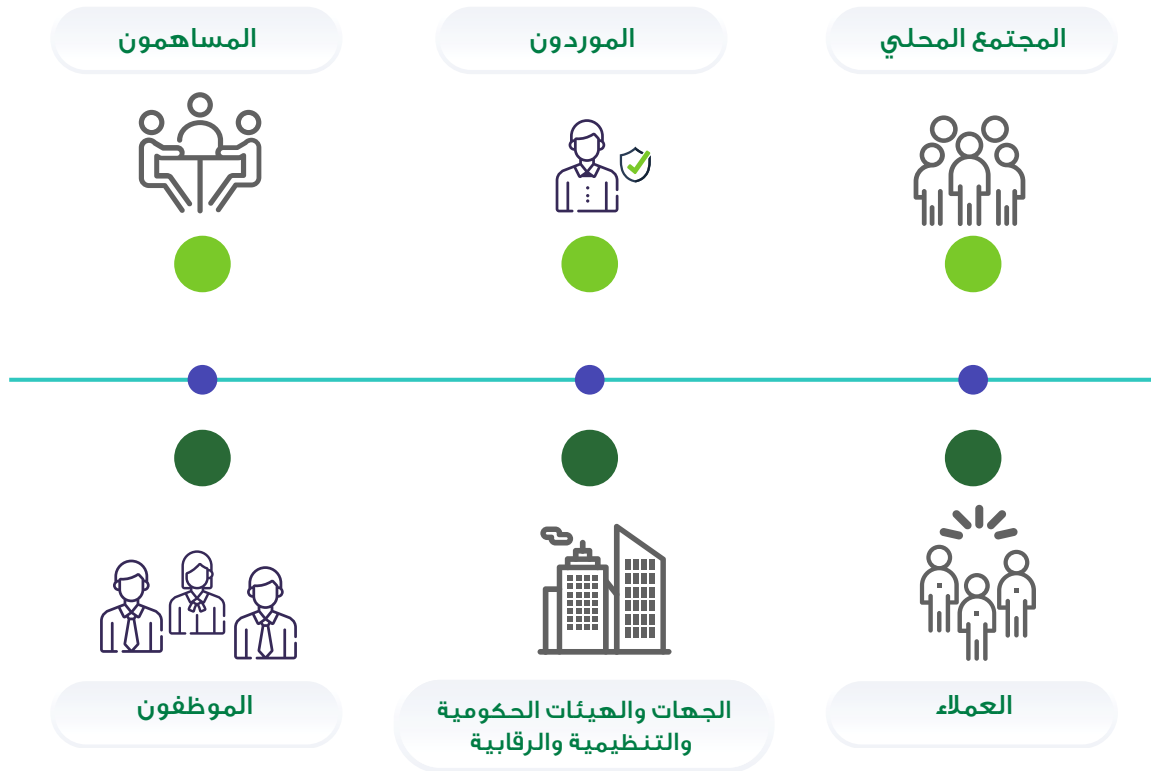 المجتمع المحلي
الموردون
المساهمون
العملاء
الجهات والهيئات الحكومية
والتنظيمية والرقابية
الموظفون